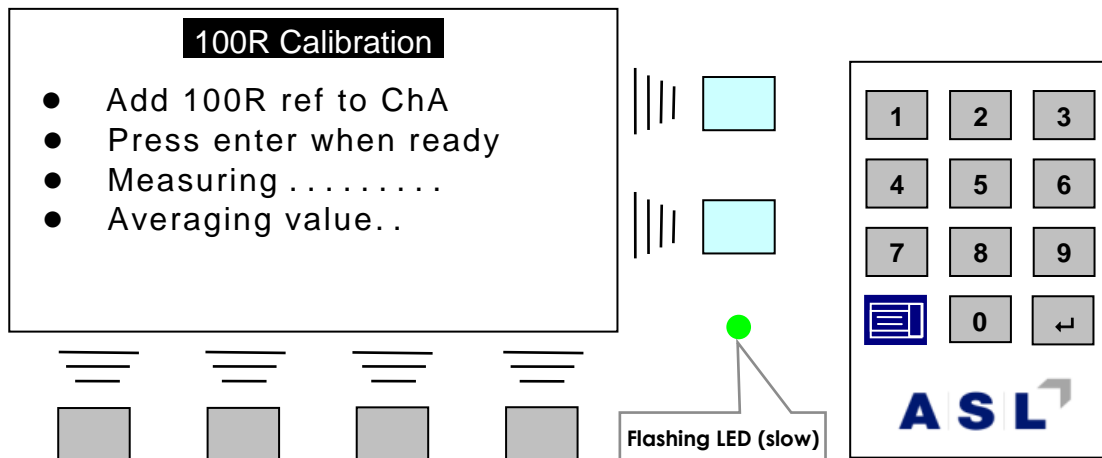 100R Calibration
● Add 100R ref to ChA
● Press enter when ready
● Measuring . . . . . . . . .
● Averaging value. .
Flashing LED (slow)
1 2 3
4 5 6
7 8 9
0 ↵
ASL